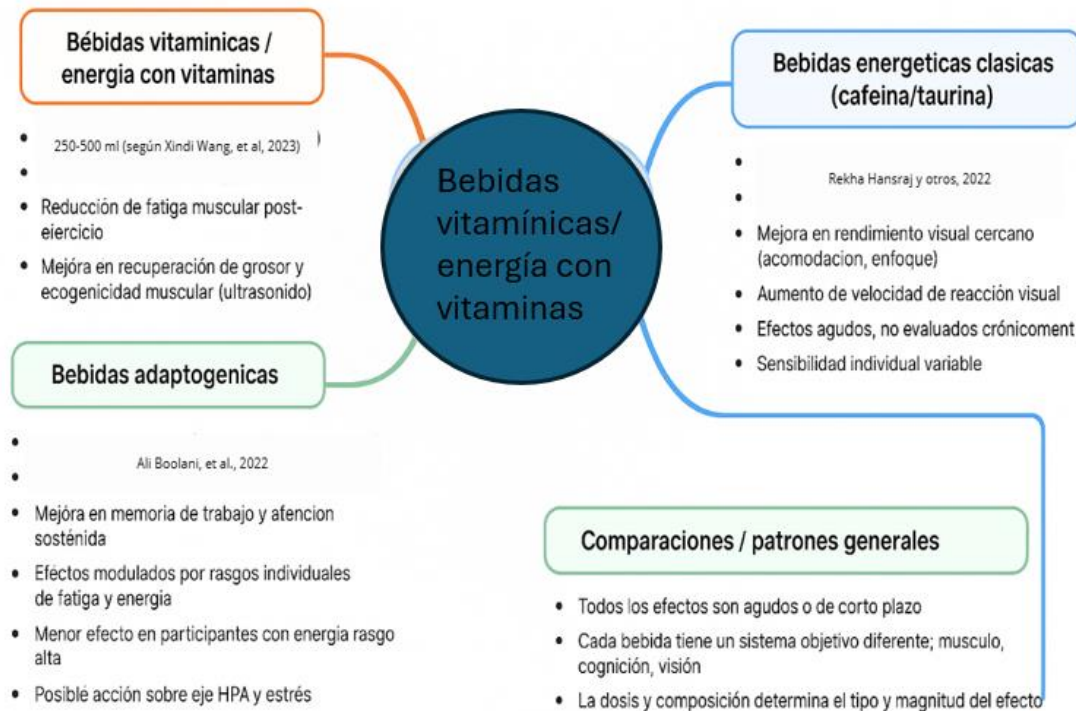 Bébidas vitaminicas /
energia con vitaminas
250-500 ml (según Xindi Wang, et al, 2023)
Reducción de fatiga muscular post-
eiercicio
Mejóra en recuperación de grosor y
ecogenicidad muscular (ultrasonido)
Bebidas adaptogenicas
Ali Boolani, et al., 2022
Mejóra en memoria de trabajo y afencion
sosténida
Efectos modulados por rasgos individuales
de fatiga y energia
Menor efecto en participantes con energia rasgo
alta
Posible acción sobre eje HPA y estrés
Bebidas
vitamínicas/
energía con
vitaminas
Bebidas energeticas clasicas
(cafeina/taurina)
Rekha Hansraj y otros, 2022
Mejora en rendimiento visual cercano
(acomodacion, enfoque)
Aumento de velocidad de reacción visual
Efectos agudos, no evaluados crónicoment
Sensibilidad individual variable
Comparaciones / patrones generales
Todos los efectos son agudos o de corto plazo
Cada bebida tiene un sistema objetivo diferente; musculo,
cognición, visión
La dosis y composición determina el tipo y magnitud del efecto